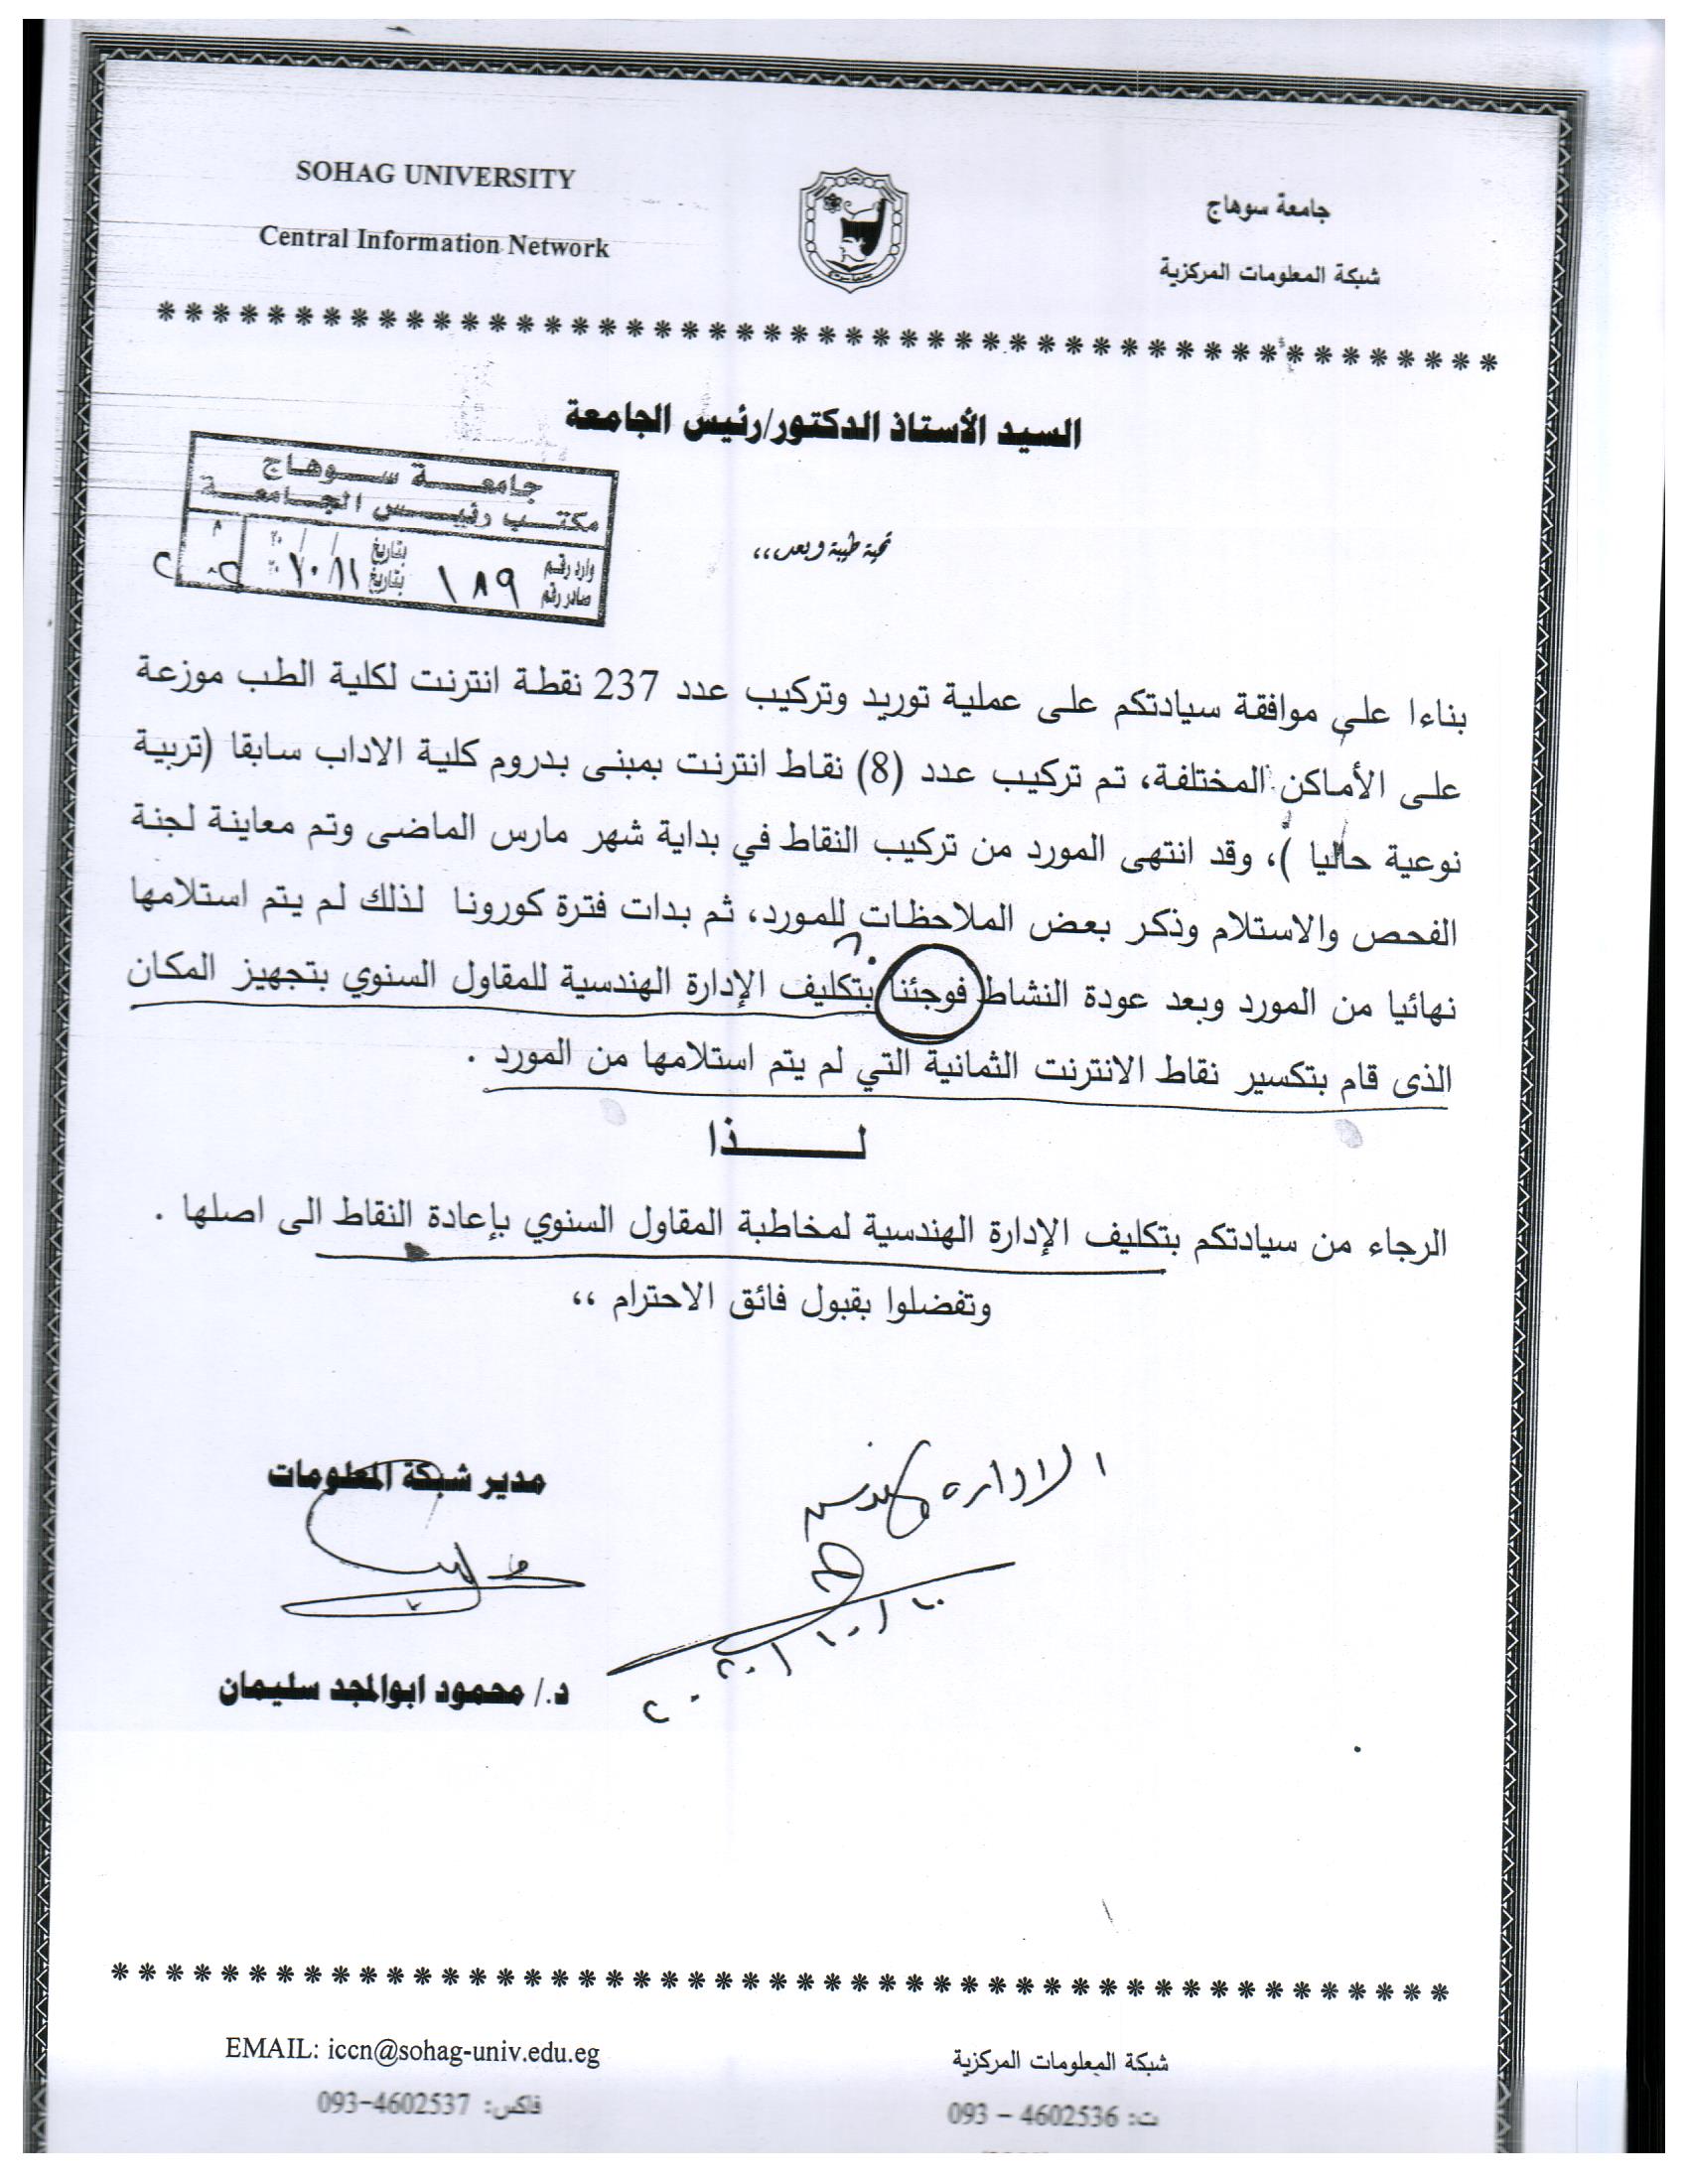 SOHAG UNIVERSITY
Central Information Network
جامعة سوهاج
شبكة المعلومات المركزية
السيد الأستاذ الدكتور/رئيس الجامعة
جامعة سوهاج
مكتب رئيس الجامعة
وارد رقم بتاريخ / / ٢٠ م
صادر رقم ١٨٩ بتاريخ
تحية طيبة وبعد،،،
بناءا على موافقة سيادتكم على عملية توريد وتركيب عدد 237 نقطة انترنت لكلية الطب موزعة
على الأماكن المختلفة، تم تركيب عدد (8) نقاط انترنت بمبنى بدروم كلية الاداب سابقا (تربية
نوعية حاليا )، وقد انتهى المورد من تركيب النقاط في بداية شهر مارس الماضى وتم معاينة لجنة
الفحص والاستلام وذكر بعض الملاحظات للمورد، ثم بدات فترة كورونا لذلك لم يتم استلامها
نهائيا من المورد وبعد عودة النشاط فوجئنا بتكليف الإدارة الهندسية للمقاول السنوي بتجهيز المكان
الذى قام بتكسير نقاط الانترنت الثمانية التي لم يتم استلامها من المورد .
لـــــــذا
الرجاء من سيادتكم بتكليف الإدارة الهندسية لمخاطبة المقاول السنوي بإعادة النقاط الى اصلها .
وتفضلوا بقبول فائق الاحترام ،،
الادارة الهندسية
مدير شبكة المعلومات
د./ محمود ابوالمجد سليمان
EMAIL: iccn@sohag-univ.edu.eg
شبكة المعلومات المركزية
فاكس: 4602537-093
ت: 4602536 – 093